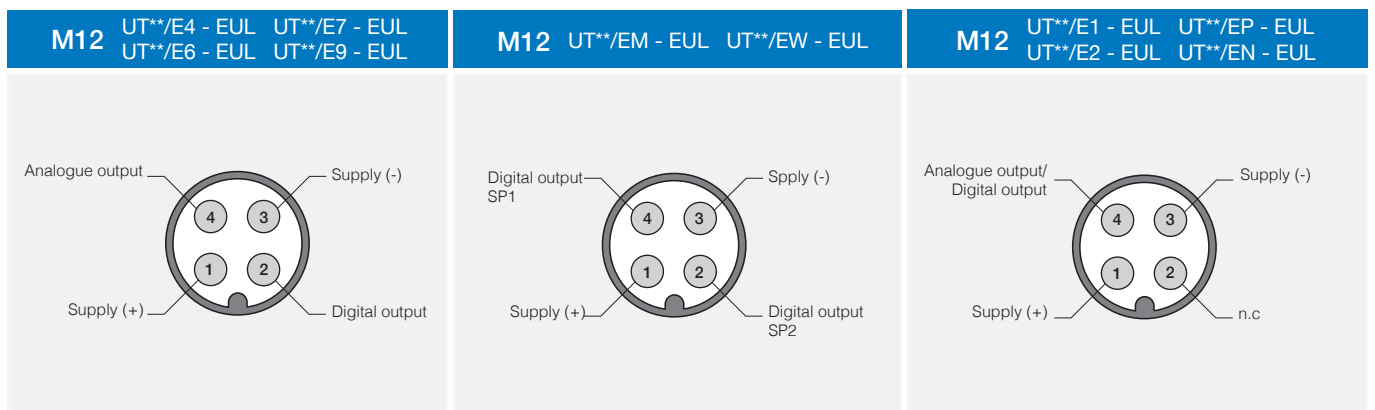 M12
UT**/E4 - EUL UT**/E7 - EUL
UT**/E6 - EUL UT**/E9 - EUL
Analogue output
Supply (-)
4 3
1 2
Supply (+)
Digital output
M12 UT**/EM - EUL UT**/EW - EUL
Digital output
SP1
Spply (-)
4 3
1 2
Supply (+)
Digital output
SP2
M12
UT**/E1 - EUL UT**/EP - EUL
UT**/E2 - EUL UT**/EN - EUL
Analogue output/
Digital output
Supply (-)
4 3
1 2
Supply (+)
n.c